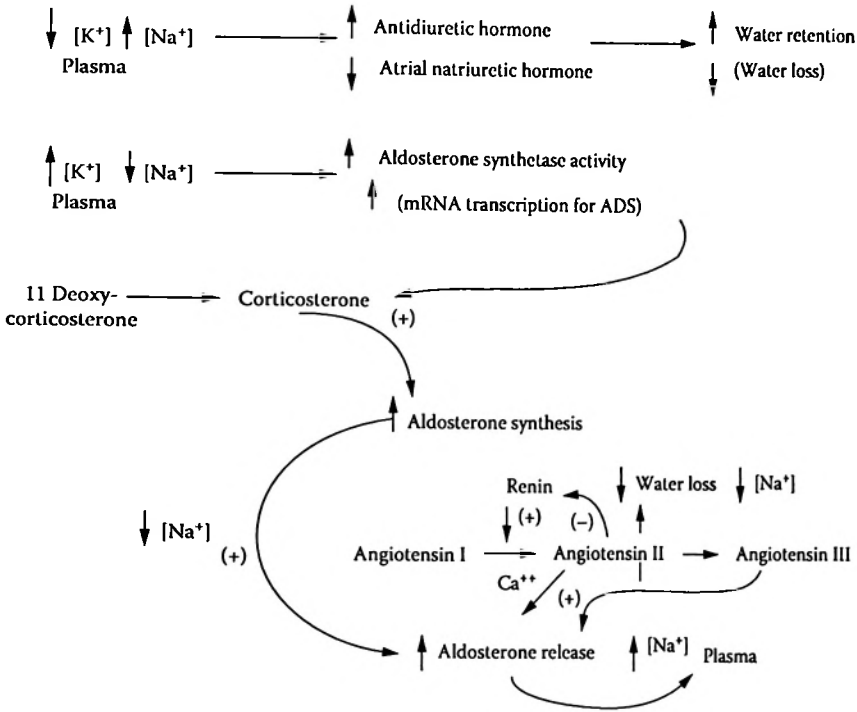 [K⁺] [Na⁺]
Plasma
Antidiuretic hormone
Atrial natriuretic hormone
Water retention
(Water loss)
[K⁺] [Na⁺]
Plasma
Aldosterone synthetase activity
(mRNA transcription for ADS)
11 Deoxy-
corticosterone
Corticosterone
(+)
Aldosterone synthesis
[Na⁺]
(+)
Renin
(+)
(−)
Water loss [Na⁺]
Angiotensin I
Angiotensin II
Angiotensin III
Ca⁺⁺
(+)
Aldosterone release
[Na⁺] Plasma